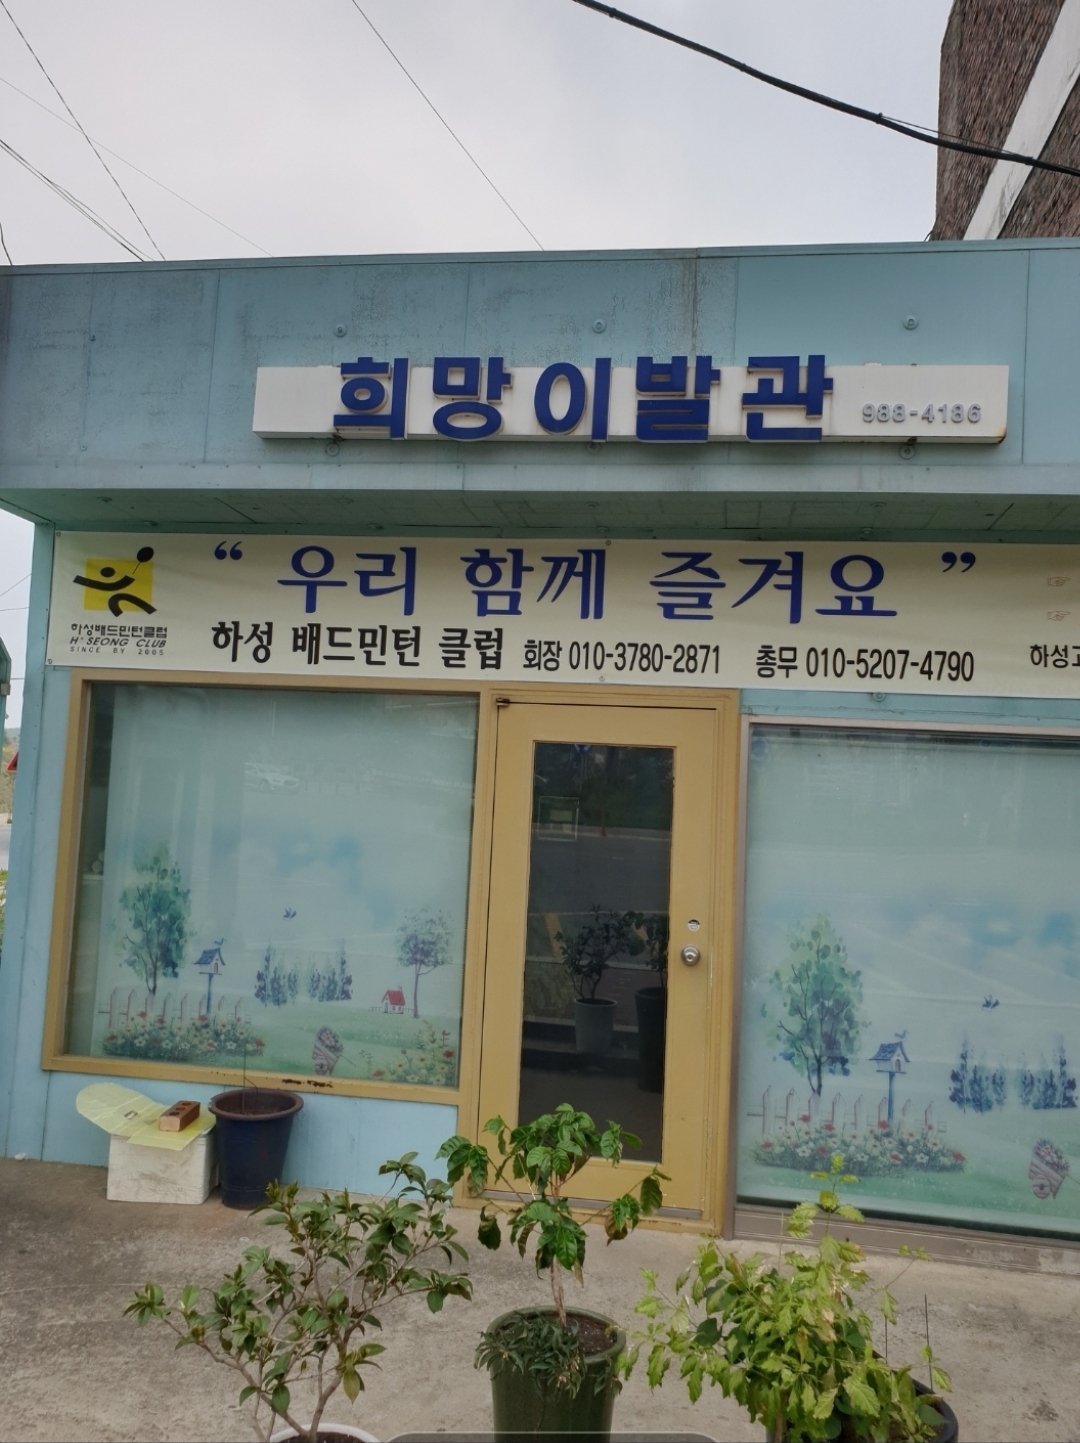 희망이발관 988-4186
“ 우리 함께 즐겨요 ”
하성배드민턴클럽
H' SEONG CLUB
SINCE BY 2005
하성 배드민턴 클럽 회장 010-3780-2871 총무 010-5207-4790